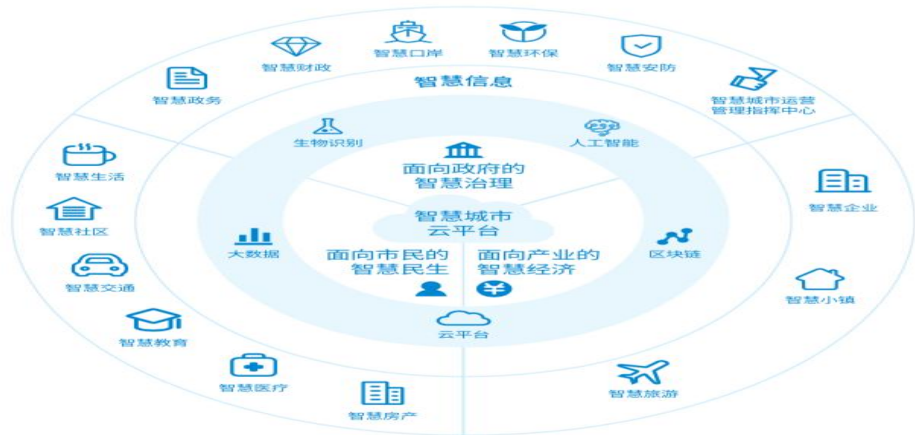 智慧口岸
智慧环保
智慧财政
智慧安防
智慧政务
智慧信息
智慧城市运营
管理指挥中心
生物识别
人工智能
面向政府的
智慧治理
智慧生活
智慧企业
智慧城市
云平台
智慧社区
大数据
面向市民的
智慧民生
面向产业的
智慧经济
区块链
智慧交通
智慧小镇
云平台
智慧教育
智慧医疗
智慧旅游
智慧房产